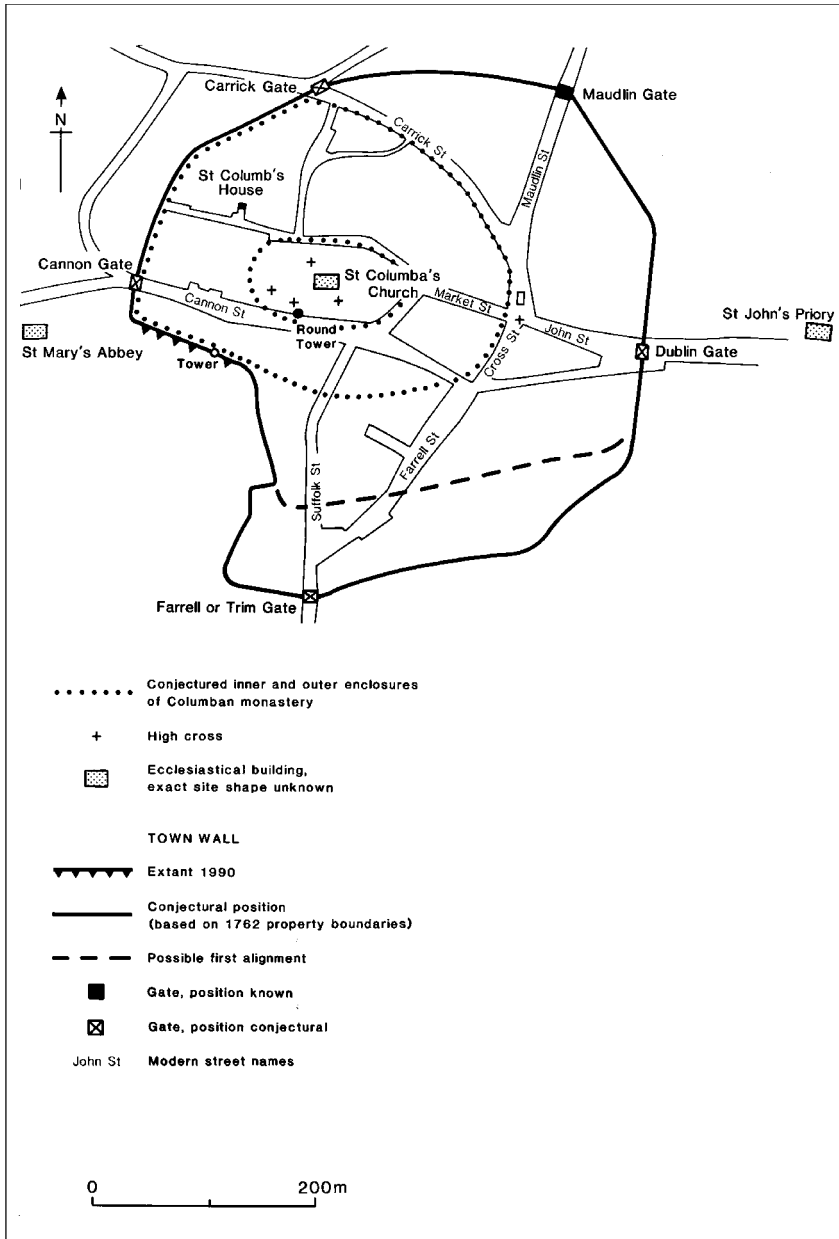 Carrick Gate
Maudlin Gate
N
Carrick St
Maudlin St
St Columb's
House
Cannon Gate
St Columba's
Church
Cannon St
Market St
Round
Tower
John St
Cross St
St John's Priory
St Mary's Abbey
Tower
Dublin Gate
Farrell St
Suffolk St
Farrell or Trim Gate
Conjectured inner and outer enclosures
of Columban monastery
High cross
Ecclesiastical building,
exact site shape unknown
TOWN WALL
Extant 1990
Conjectural position
(based on 1762 property boundaries)
Possible first alignment
Gate, position known
Gate, position conjectural
John St Modern street names
0 200m